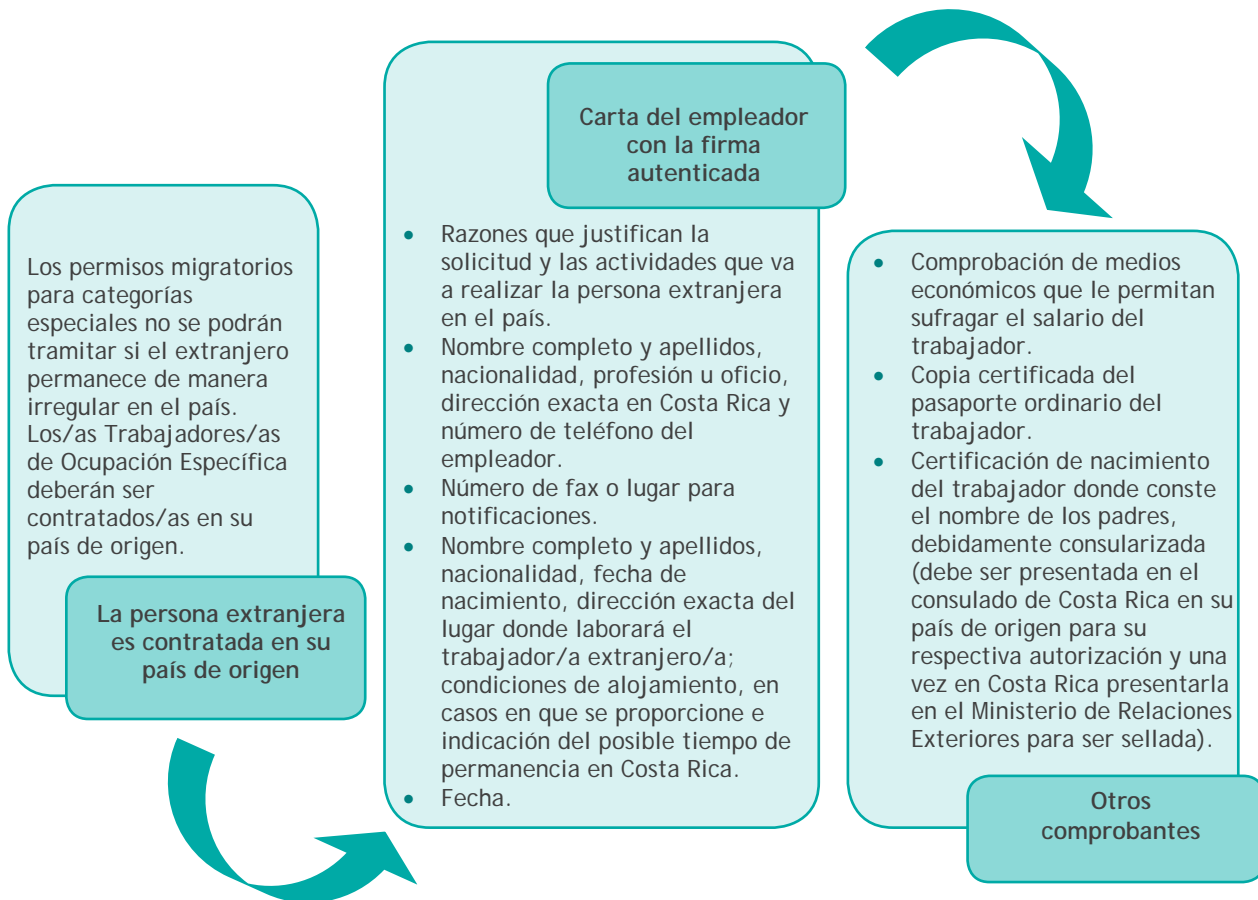 Los permisos migratorios
para categorías
especiales no se podrán
tramitar si el extranjero
permanece de manera
irregular en el país.
Los/as Trabajadores/as
de Ocupación Específica
deberán ser
contratados/as en su
país de origen.
La persona extranjera
es contratada en su
país de origen
Carta del empleador
con la firma
autenticada
• Razones que justifican la
solicitud y las actividades que va
a realizar la persona extranjera
en el país.
• Nombre completo y apellidos,
nacionalidad, profesión u oficio,
dirección exacta en Costa Rica y
número de teléfono del
empleador.
• Número de fax o lugar para
notificaciones.
• Nombre completo y apellidos,
nacionalidad, fecha de
nacimiento, dirección exacta del
lugar donde laborará el
trabajador/a extranjero/a;
condiciones de alojamiento, en
casos en que se proporcione e
indicación del posible tiempo de
permanencia en Costa Rica.
• Fecha.
• Comprobación de medios
económicos que le permitan
sufragar el salario del
trabajador.
• Copia certificada del
pasaporte ordinario del
trabajador.
• Certificación de nacimiento
del trabajador donde conste
el nombre de los padres,
debidamente consularizada
(debe ser presentada en el
consulado de Costa Rica en su
país de origen para su
respectiva autorización y una
vez en Costa Rica presentarla
en el Ministerio de Relaciones
Exteriores para ser sellada).
Otros
comprobantes